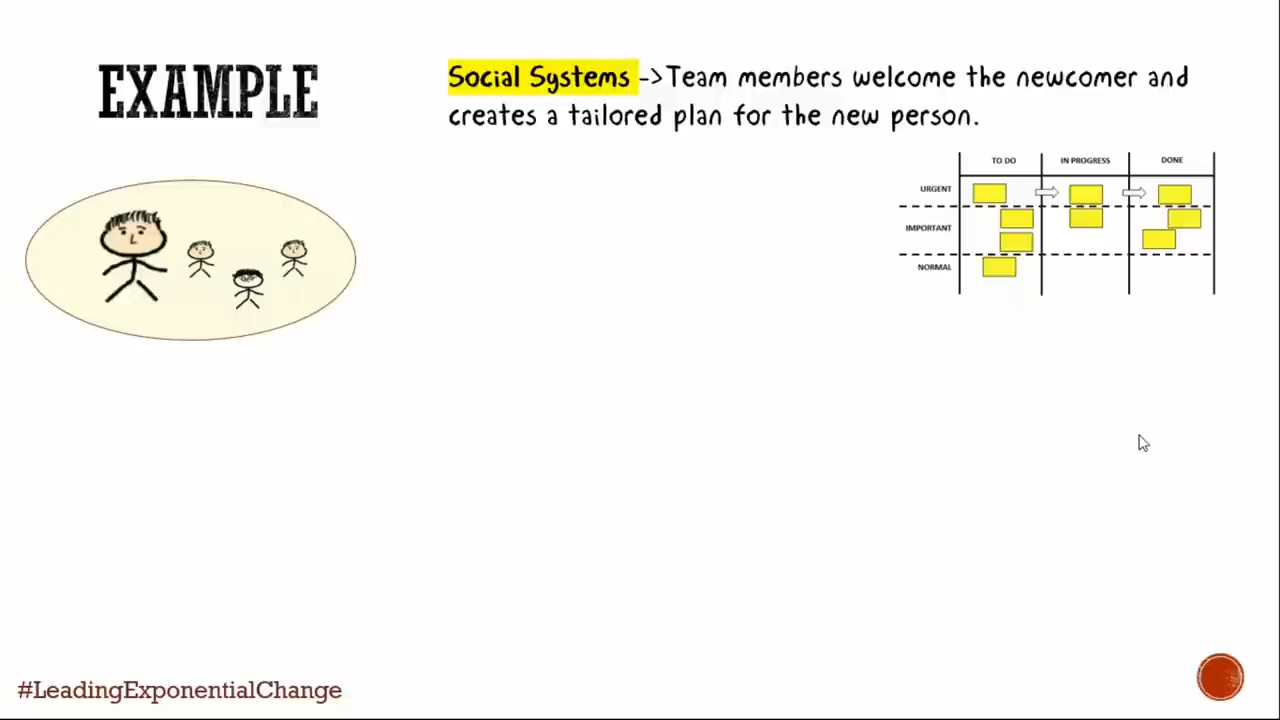 EXAMPLE
Social Systems ->Team members welcome the newcomer and
creates a tailored plan for the new person.
TO DO
IN PROGRESS
DONE
URGENT
IMPORTANT
NORMAL
#LeadingExponentialChange